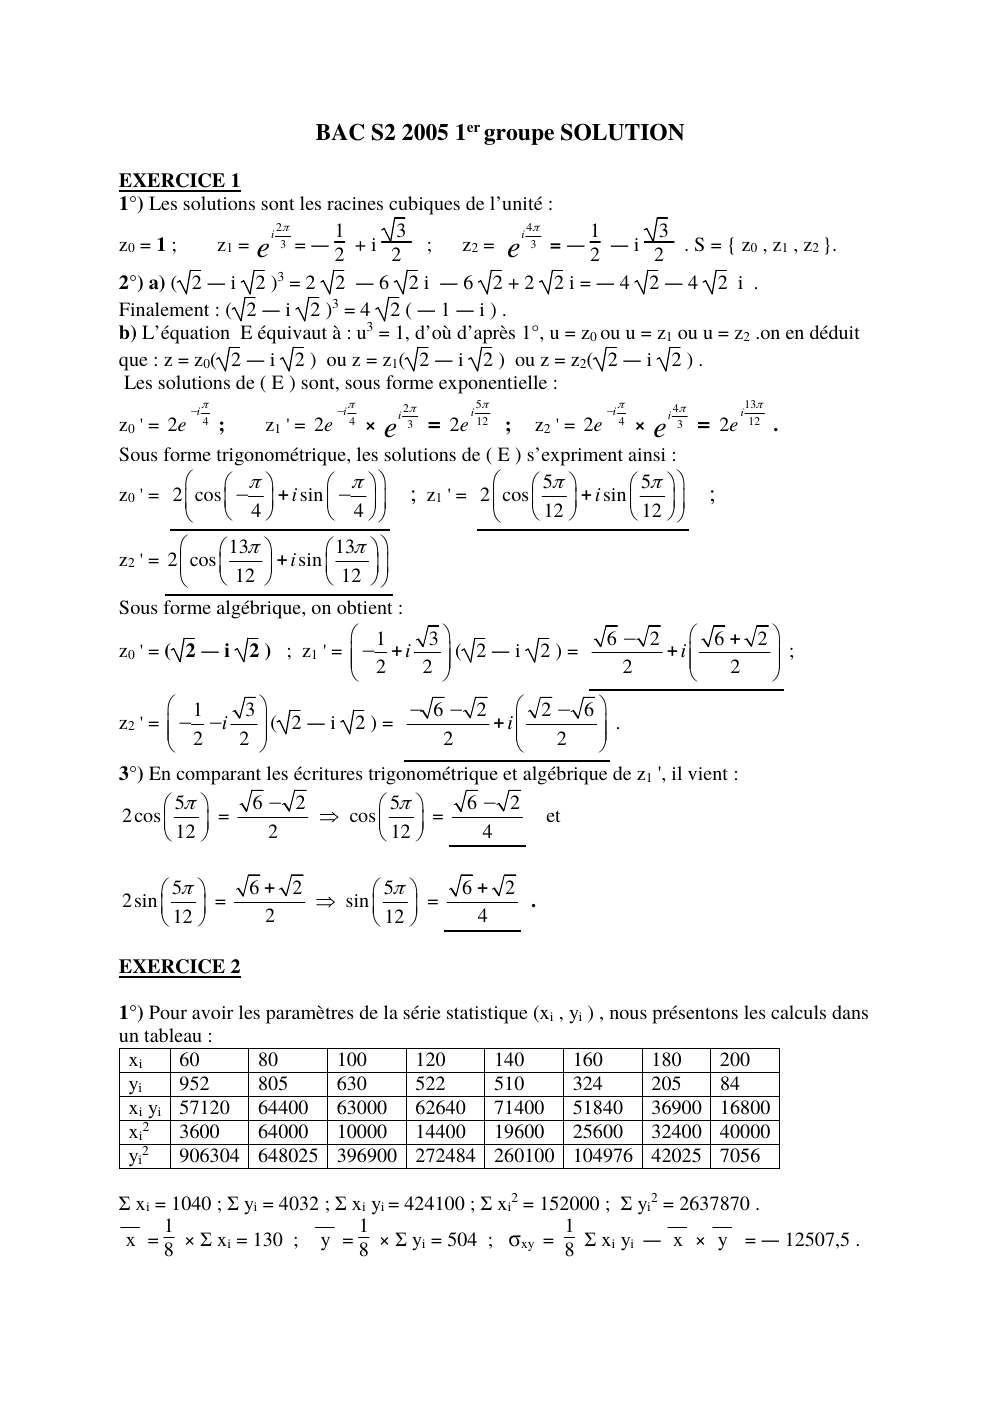 BAC S2 2005 1er groupe SOLUTION
EXERCICE 1
1°) Les solutions sont les racines cubiques de l’unité :
z₀ = 1 ; z₁ = e^{i2π/3} = — 1/2 + i √3/2 ; z₂ = e^{i4π/3} = — 1/2 — i √3/2 . S = { z₀ , z₁ , z₂ }.
2°) a) (√2 — i √2 )³ = 2 √2 — 6 √2 i — 6 √2 + 2 √2 i = — 4 √2 — 4 √2 i .
Finalement : (√2 — i √2 )³ = 4 √2 ( — 1 — i ) .
b) L’équation E équivaut à : u³ = 1, d’où d’après 1°, u = z₀ ou u = z₁ ou u = z₂ .on en déduit
que : z = z₀(√2 — i √2 ) ou z = z₁(√2 — i √2 ) ou z = z₂(√2 — i √2 ) .
Les solutions de ( E ) sont, sous forme exponentielle :
z₀ ' = 2e^{−iπ/4} ; z₁ ' = 2e^{−iπ/4} × e^{i2π/3} = 2e^{i5π/12} ; z₂ ' = 2e^{−iπ/4} × e^{i4π/3} = 2e^{i13π/12} .
Sous forme trigonométrique, les solutions de ( E ) s’expriment ainsi :
z₀ ' = 2(cos(−π/4) + i sin(−π/4)) ; z₁ ' = 2(cos(5π/12) + i sin(5π/12)) ;
z₂ ' = 2(cos(13π/12) + i sin(13π/12))
Sous forme algébrique, on obtient :
z₀ ' = (√2 — i √2 ) ; z₁ ' = (−1/2 + i √3/2)(√2 — i √2 ) = (√6 − √2)/2 + i((√6 + √2)/2) ;
z₂ ' = (−1/2 − i √3/2)(√2 — i √2 ) = (−√6 − √2)/2 + i((√2 − √6)/2) .
3°) En comparant les écritures trigonométrique et algébrique de z₁ ', il vient :
2cos(5π/12) = (√6 − √2)/2 ⇒ cos(5π/12) = (√6 − √2)/4 et
2sin(5π/12) = (√6 + √2)/2 ⇒ sin(5π/12) = (√6 + √2)/4 .
EXERCICE 2
1°) Pour avoir les paramètres de la série statistique (xᵢ , yᵢ ) , nous présentons les calculs dans
un tableau :
xᵢ 60 80 100 120 140 160 180 200
yᵢ 952 805 630 522 510 324 205 84
xᵢ yᵢ 57120 64400 63000 62640 71400 51840 36900 16800
xᵢ² 3600 64000 10000 14400 19600 25600 32400 40000
yᵢ² 906304 648025 396900 272484 260100 104976 42025 7056
Σ xᵢ = 1040 ; Σ yᵢ = 4032 ; Σ xᵢ yᵢ = 424100 ; Σ xᵢ² = 152000 ; Σ yᵢ² = 2637870 .
x̅ = 1/8 × Σ xᵢ = 130 ; y̅ = 1/8 × Σ yᵢ = 504 ; σxy = 1/8 Σ xᵢ yᵢ — x̅ × y̅ = — 12507,5 .